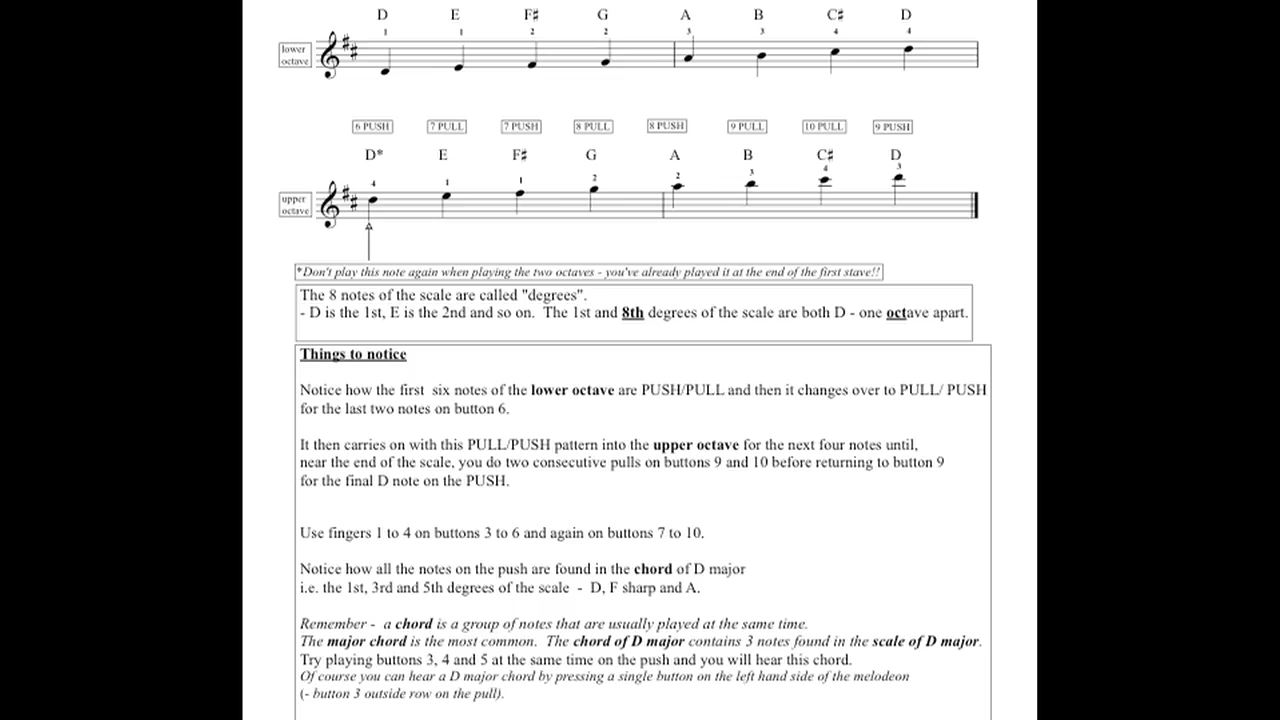 D E F♯ G A B C♯ D
1 1 2 2 3 3 4 4
lower
octave
6 PUSH 7 PULL 7 PUSH 8 PULL 8 PUSH 9 PULL 10 PULL 9 PUSH
D* E F♯ G A B C♯ D
4 1 1 2 2 3 4 3
upper
octave
*Don't play this note again when playing the two octaves - you've already played it at the end of the first stave!!
The 8 notes of the scale are called "degrees".
- D is the 1st, E is the 2nd and so on. The 1st and 8th degrees of the scale are both D - one octave apart.
Things to notice
Notice how the first six notes of the lower octave are PUSH/PULL and then it changes over to PULL/ PUSH
for the last two notes on button 6.
It then carries on with this PULL/PUSH pattern into the upper octave for the next four notes until,
near the end of the scale, you do two consecutive pulls on buttons 9 and 10 before returning to button 9
for the final D note on the PUSH.
Use fingers 1 to 4 on buttons 3 to 6 and again on buttons 7 to 10.
Notice how all the notes on the push are found in the chord of D major
i.e. the 1st, 3rd and 5th degrees of the scale - D, F sharp and A.
Remember - a chord is a group of notes that are usually played at the same time.
The major chord is the most common. The chord of D major contains 3 notes found in the scale of D major.
Try playing buttons 3, 4 and 5 at the same time on the push and you will hear this chord.
Of course you can hear a D major chord by pressing a single button on the left hand side of the melodeon
(- button 3 outside row on the pull).